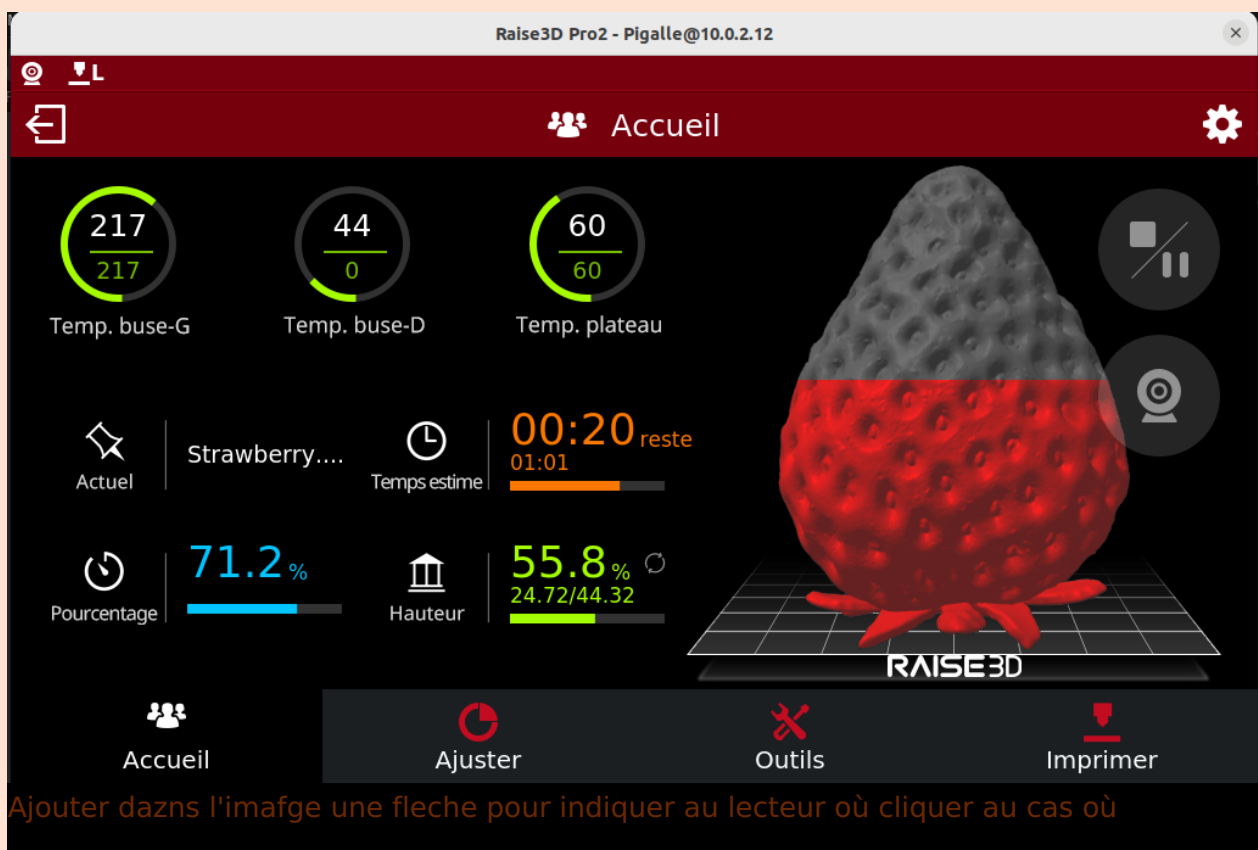 Raise3D Pro2 - Pigalle@10.0.2.12
L
Accueil
217
217
Temp. buse-G
44
0
Temp. buse-D
60
60
Temp. plateau
Actuel
Strawberry....
Temps estime
00:20 reste
01:01
Pourcentage
71.2 %
Hauteur
55.8 %
24.72/44.32
RAISE3D
Accueil
Ajuster
Outils
Imprimer
Ajouter dazns l'imafge une fleche pour indiquer au lecteur où cliquer au cas où